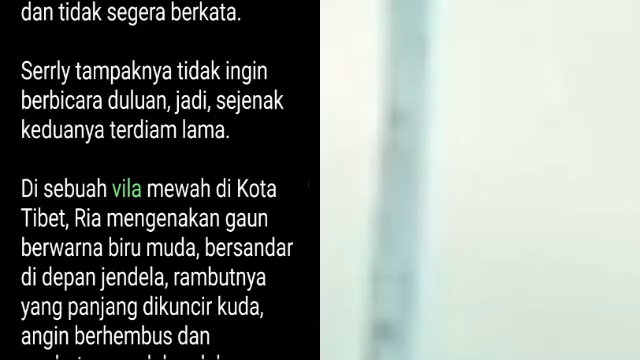 dan tidak segera berkata.
Serrly tampaknya tidak ingin
berbicara duluan, jadi, sejenak
keduanya terdiam lama.
Di sebuah vila mewah di Kota
Tibet, Ria mengenakan gaun
berwarna biru muda, bersandar
di depan jendela, rambutnya
yang panjang dikuncir kuda,
angin berhembus dan